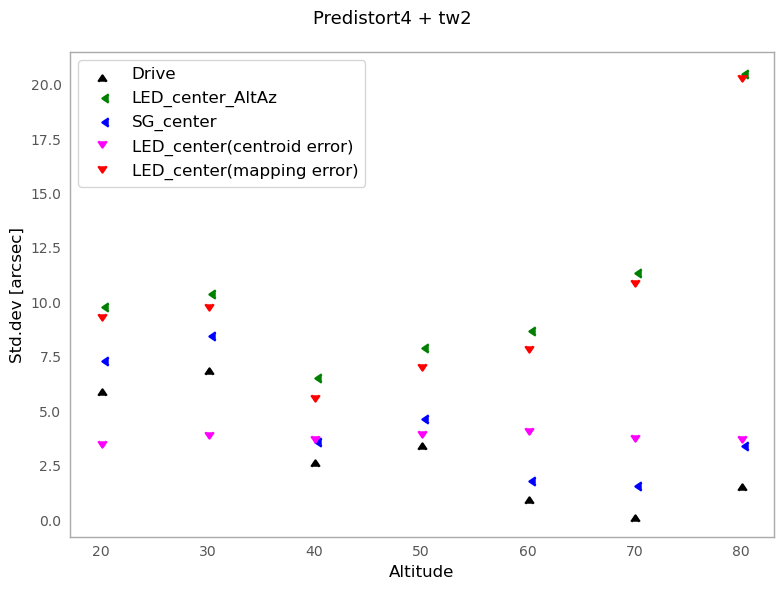 Predistort4 + tw2
Drive
LED_center_AltAz
SG_center
LED_center(centroid error)
LED_center(mapping error)
20.0
17.5
15.0
12.5
10.0
7.5
5.0
2.5
0.0
Std.dev [arcsec]
20 30 40 50 60 70 80
Altitude